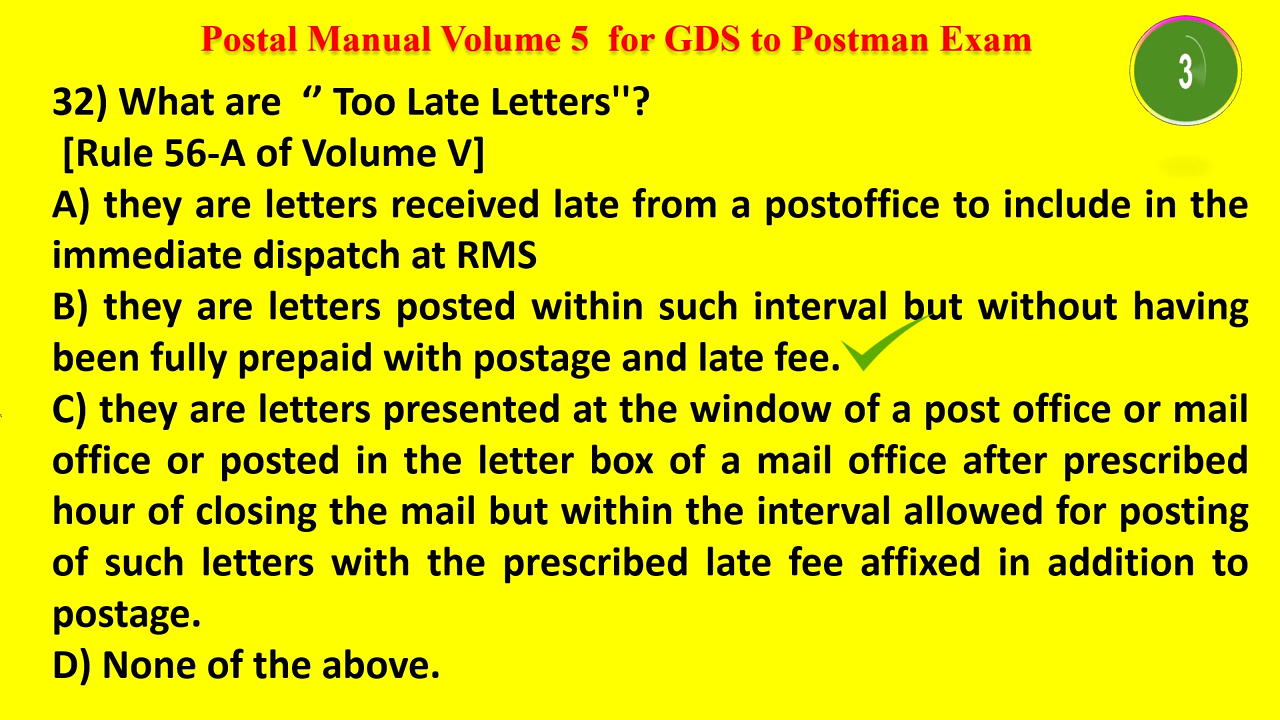 Postal Manual Volume 5 for GDS to Postman Exam
3
32) What are ‘’ Too Late Letters''?
[Rule 56-A of Volume V]
A) they are letters received late from a postoffice to include in the
immediate dispatch at RMS
B) they are letters posted within such interval but without having
been fully prepaid with postage and late fee.
C) they are letters presented at the window of a post office or mail
office or posted in the letter box of a mail office after prescribed
hour of closing the mail but within the interval allowed for posting
of such letters with the prescribed late fee affixed in addition to
postage.
D) None of the above.